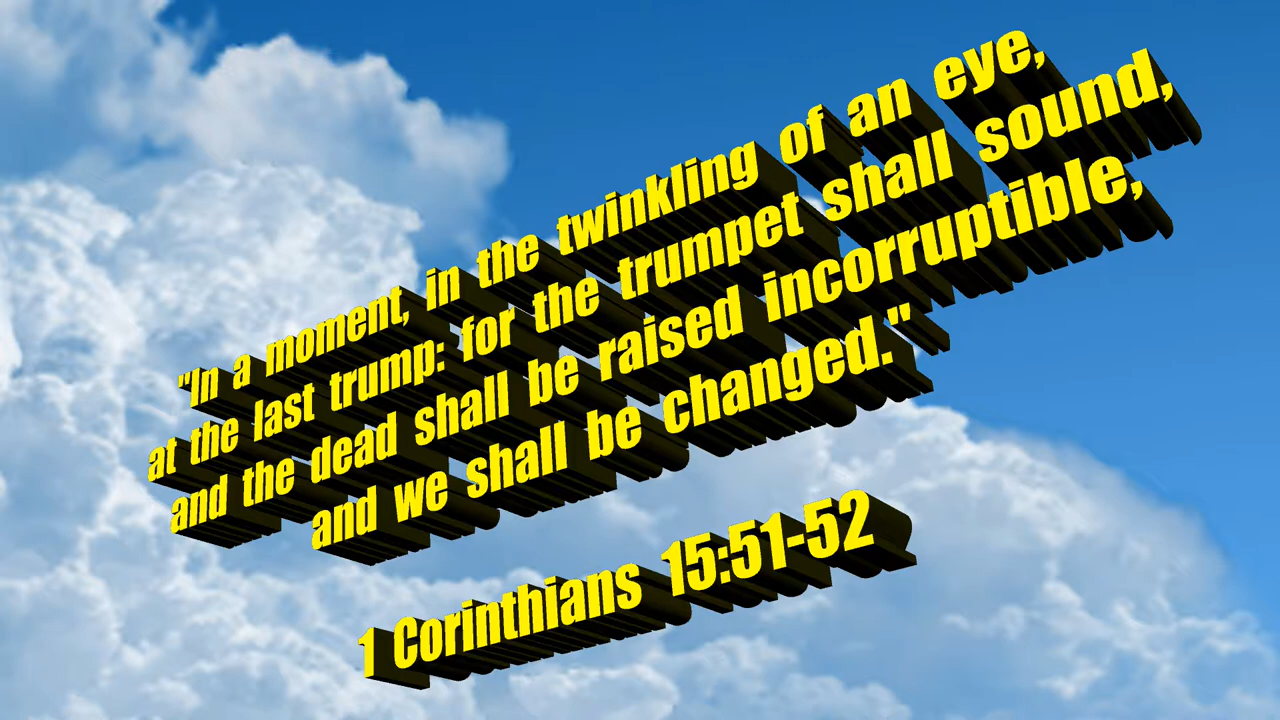 "In a moment, in the twinkling of an eye,
at the last trump: for the trumpet shall sound,
and the dead shall be raised incorruptible,
and we shall be changed."
1 Corinthians 15:51-52